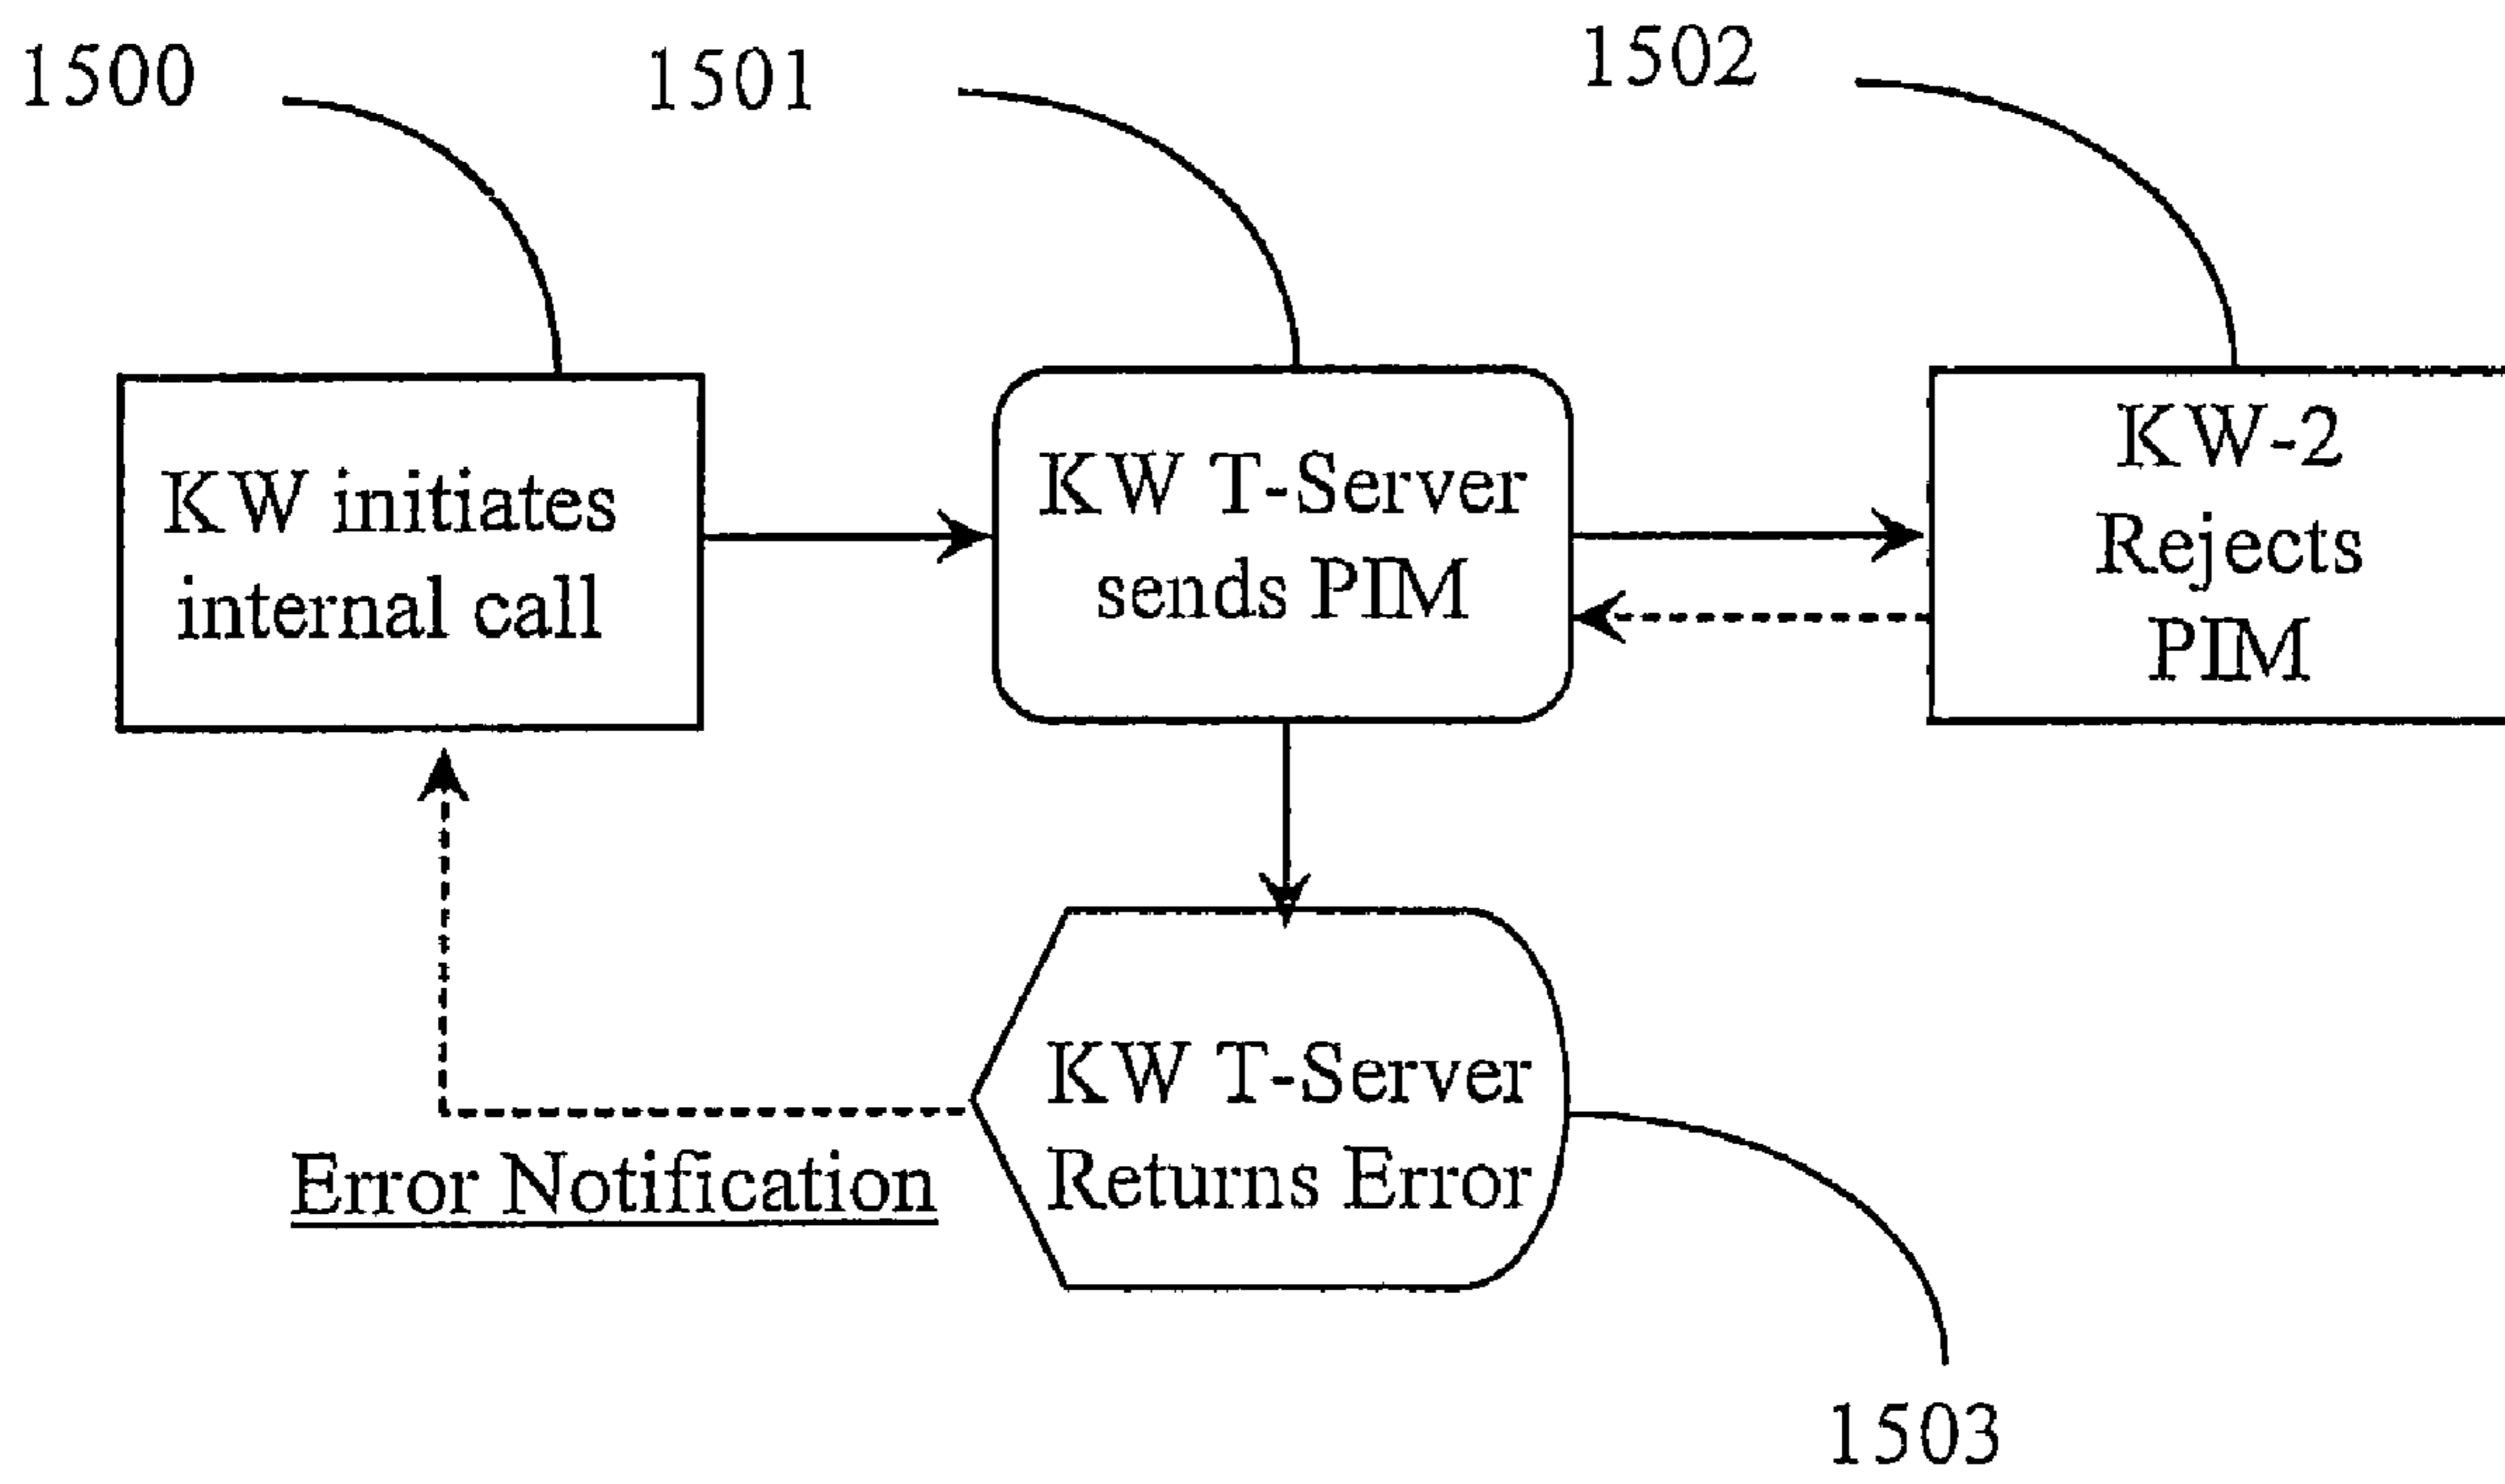 1500
1501
1502
KW initiates
internal call
KW T-Server
sends PIM
KW-2
Rejects
PIM
KW T-Server
Returns Error
Error Notification
1503